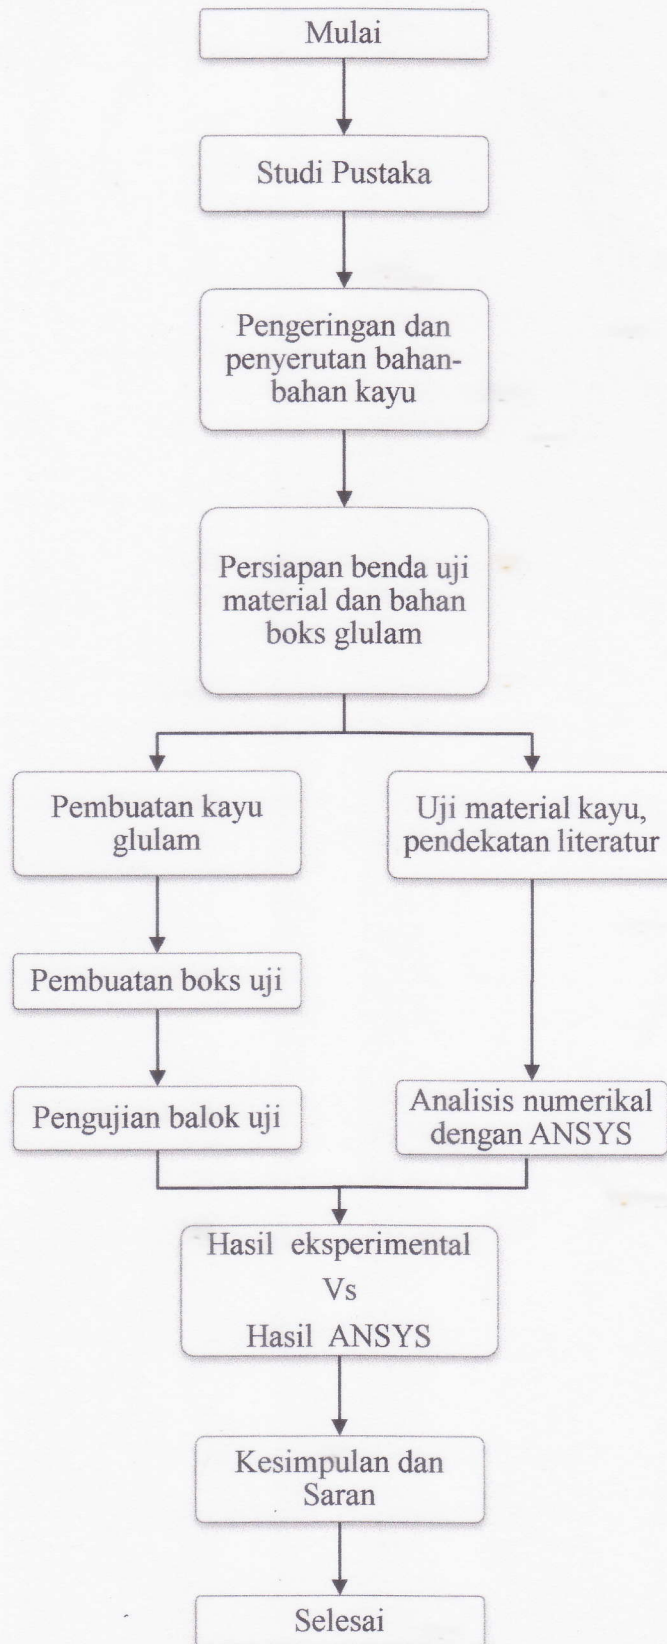 Mulai
Studi Pustaka
Pengeringan dan
penyerutan bahan-
bahan kayu
Persiapan benda uji
material dan bahan
boks glulam
Pembuatan kayu
glulam
Uji material kayu,
pendekatan literatur
Pembuatan boks uji
Pengujian balok uji
Analisis numerikal
dengan ANSYS
Hasil eksperimental
Vs
Hasil ANSYS
Kesimpulan dan
Saran
Selesai